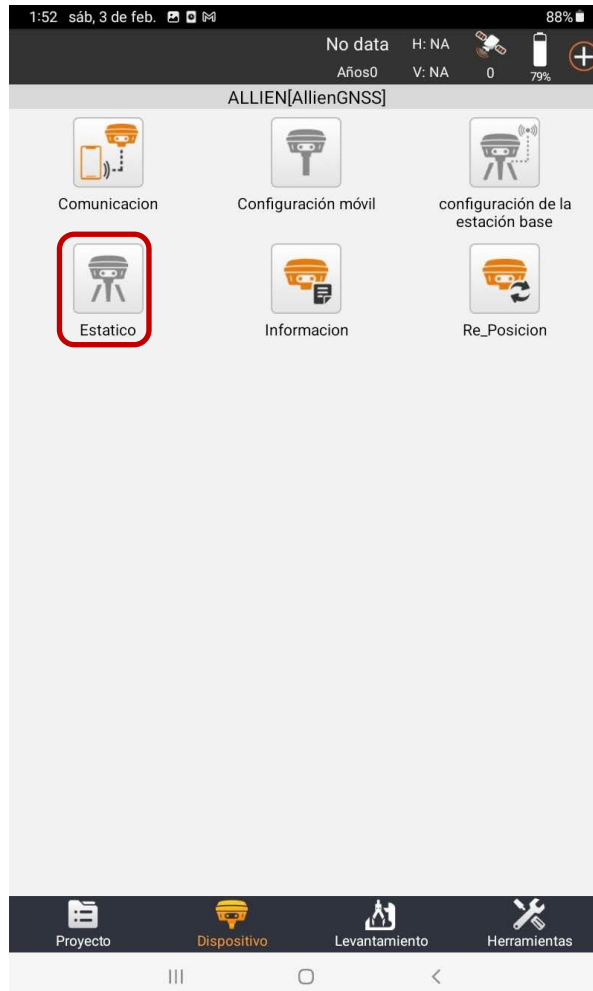 1:52 sáb, 3 de feb. 88%
No data H: NA
Años0 V: NA 0 79%
ALLIEN[AllienGNSS]
Comunicacion Configuración móvil configuración de la
estación base
Estatico Informacion Re_Posicion
Proyecto Dispositivo Levantamiento Herramientas